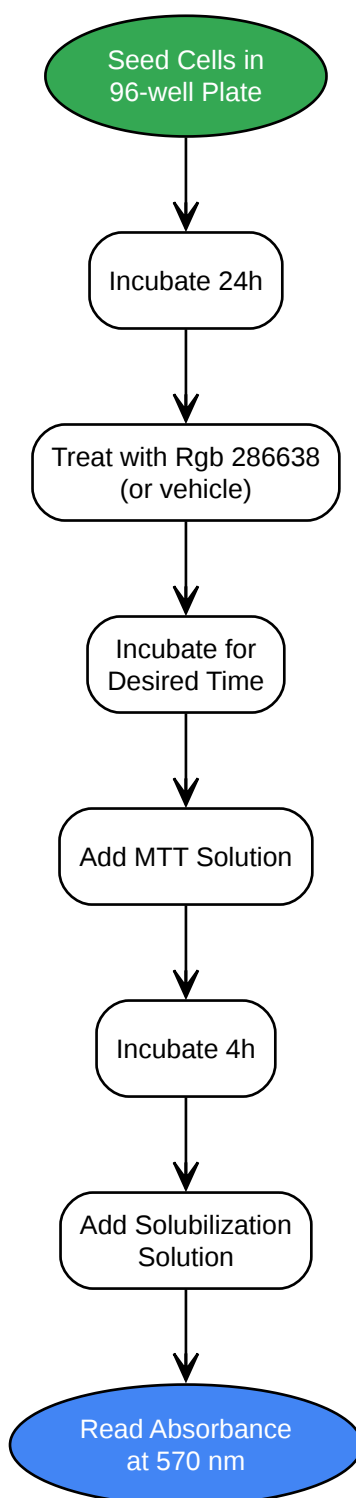 Seed Cells in
96-well Plate
Incubate 24h
Treat with Rgb 286638
(or vehicle)
Incubate for
Desired Time
Add MTT Solution
Incubate 4h
Add Solubilization
Solution
Read Absorbance
at 570 nm